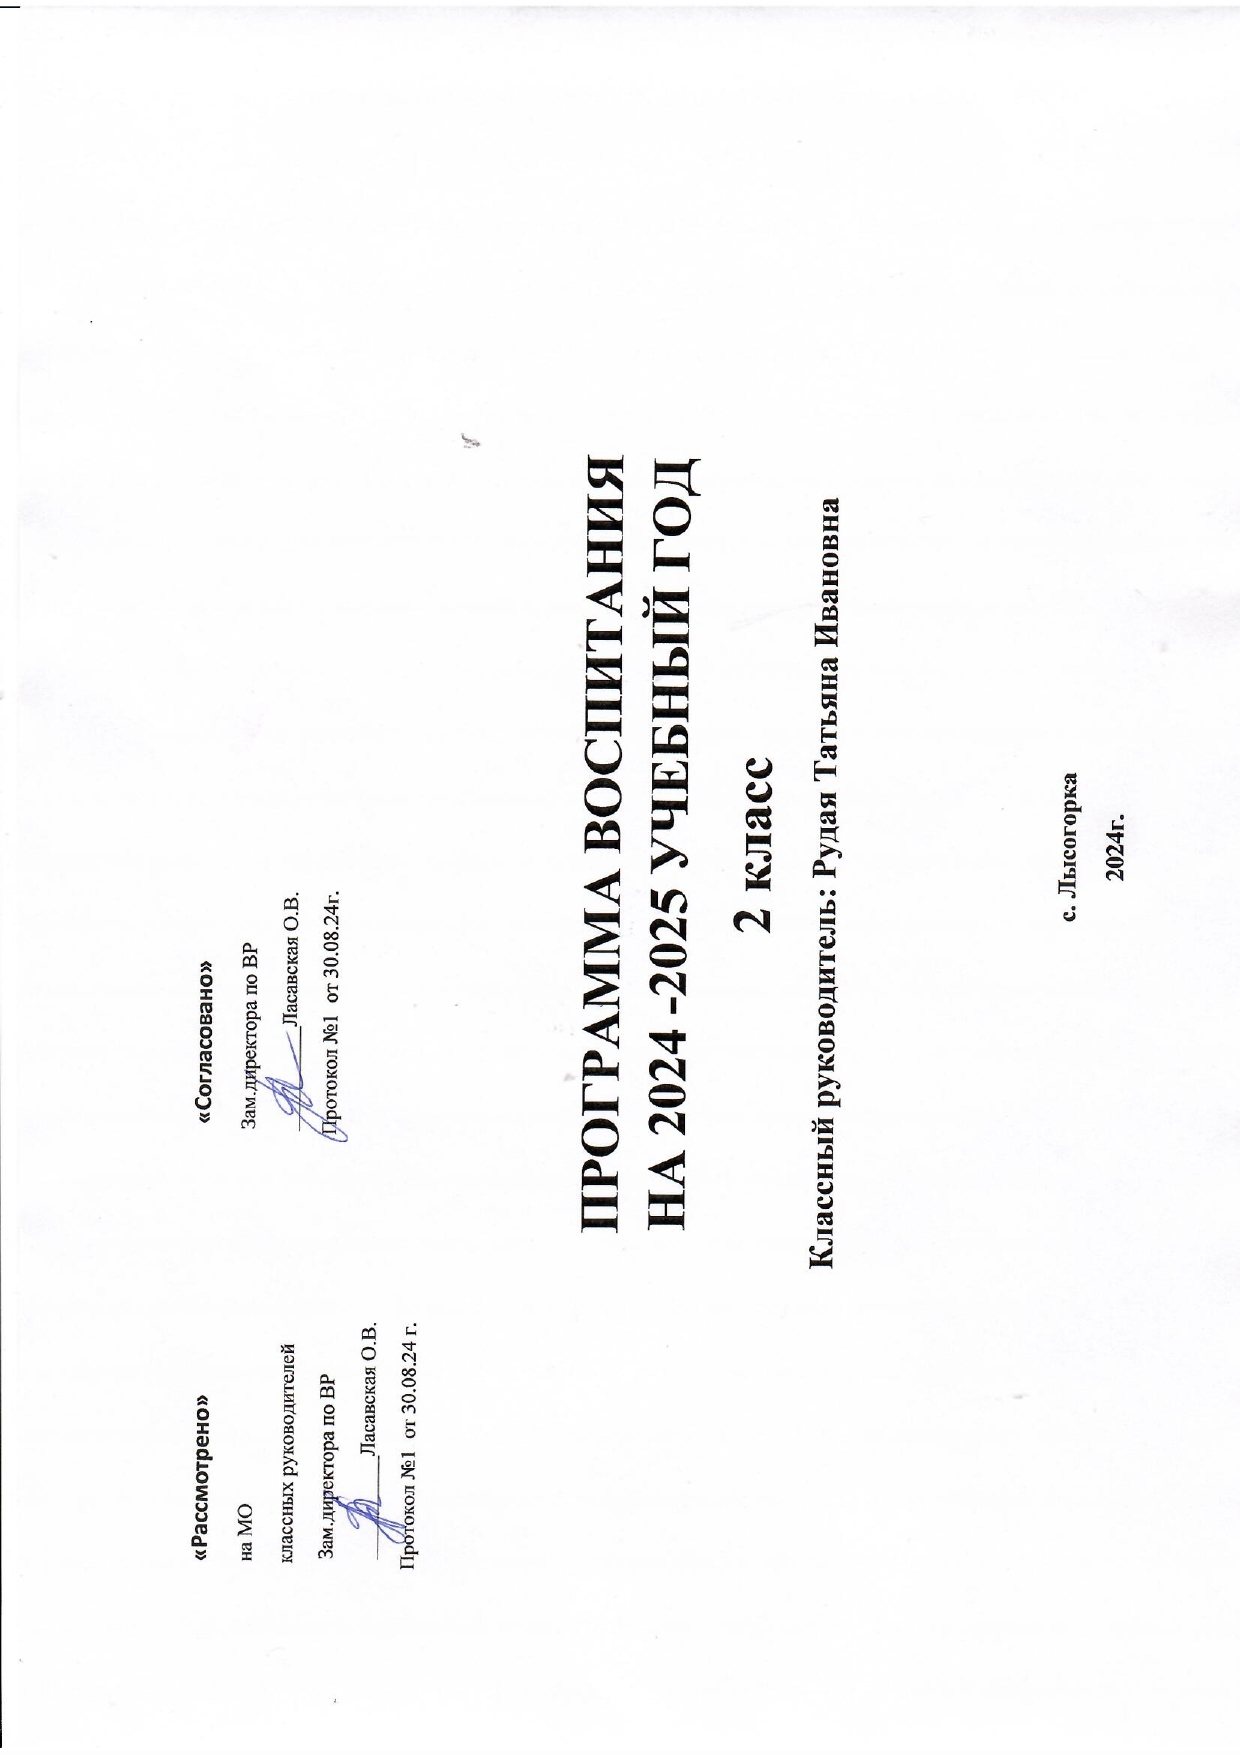 «Рассмотрено»
на МО
классных руководителей
Зам.директора по ВР
Ласавская О.В.
Протокол №1 от 30.08.24 г.
«Согласовано»
Зам.директора по ВР
Ласавская О.В.
Протокол №1 от 30.08.24г.
ПРОГРАММА ВОСПИТАНИЯ
НА 2024 -2025 УЧЕБНЫЙ ГОД
2 класс
Классный руководитель: Рудая Татьяна Ивановна
с. Лысогорка
2024г.